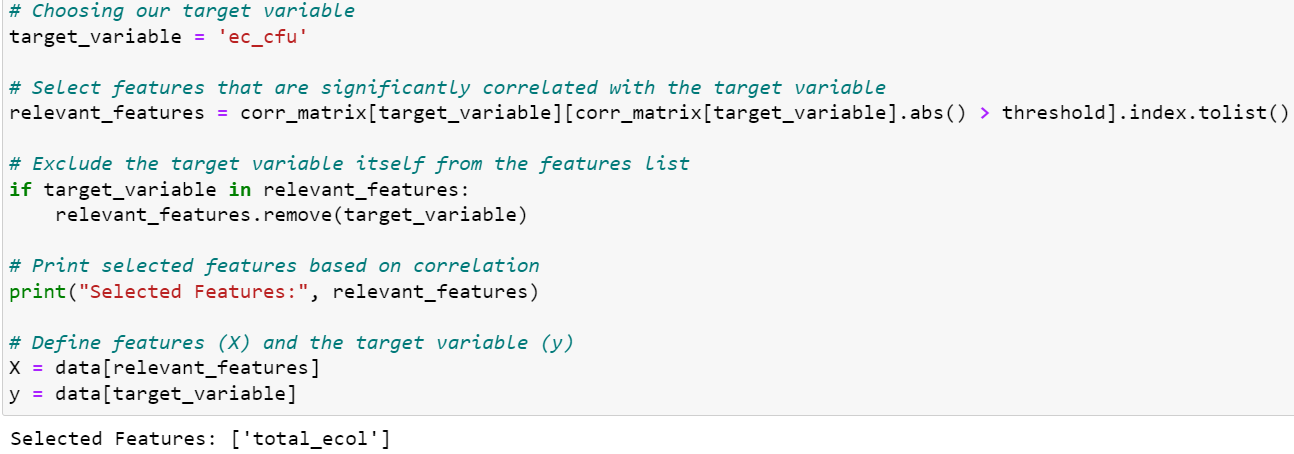 # Choosing our target variable
target_variable = 'ec_cfu'
# Select features that are significantly correlated with the target variable
relevant_features = corr_matrix[target_variable][corr_matrix[target_variable].abs() > threshold].index.tolist()
# Exclude the target variable itself from the features list
if target_variable in relevant_features:
    relevant_features.remove(target_variable)
# Print selected features based on correlation
print("Selected Features:", relevant_features)
# Define features (X) and the target variable (y)
X = data[relevant_features]
y = data[target_variable]
Selected Features: ['total_ecol']